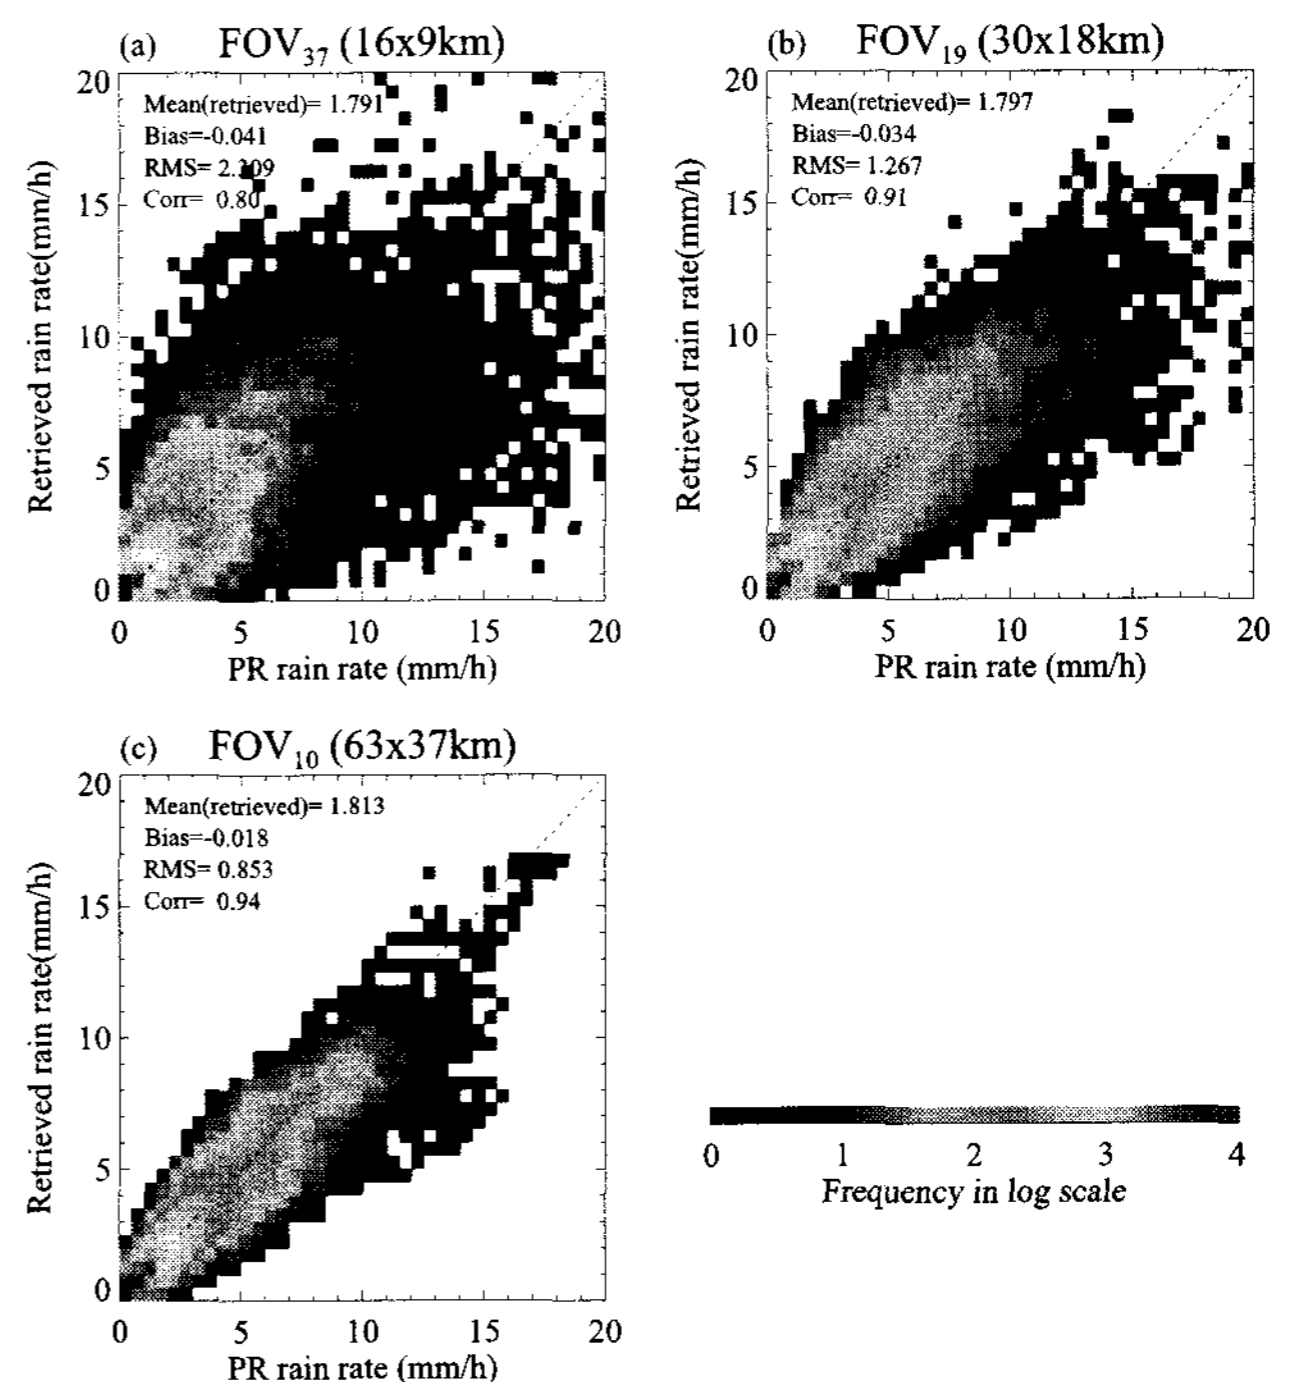 (a) FOV37 (16x9km)
20
Mean(retrieved)= 1.791
Bias=-0.041
RMS= 2.209
Corr= 0.80
15
10
5
0
Retrieved rain rate(mm/h)
0 5 10 15 20
PR rain rate (mm/h)
(b) FOV19 (30x18km)
20
Mean(retrieved)= 1.797
Bias=-0.034
RMS= 1.267
Corr= 0.91
15
10
5
0
Retrieved rain rate(mm/h)
0 5 10 15 20
PR rain rate (mm/h)
(c) FOV10 (63x37km)
20
Mean(retrieved)= 1.813
Bias=-0.018
RMS= 0.853
Corr= 0.94
15
10
5
0
Retrieved rain rate(mm/h)
0 5 10 15 20
PR rain rate (mm/h)
0 1 2 3 4
Frequency in log scale